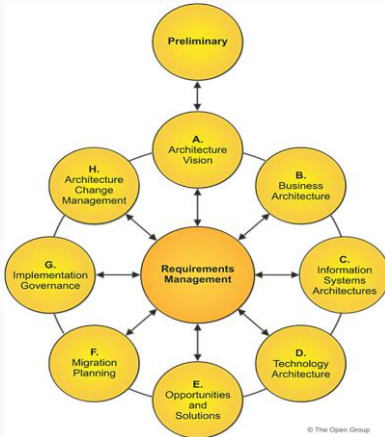 Preliminary
A.
Architecture
Vision
B.
Business
Architecture
C.
Information
Systems
Architectures
D.
Technology
Architecture
E.
Opportunities
and
Solutions
F.
Migration
Planning
G.
Implementation
Governance
H.
Architecture
Change
Management
Requirements
Management
© The Open Group